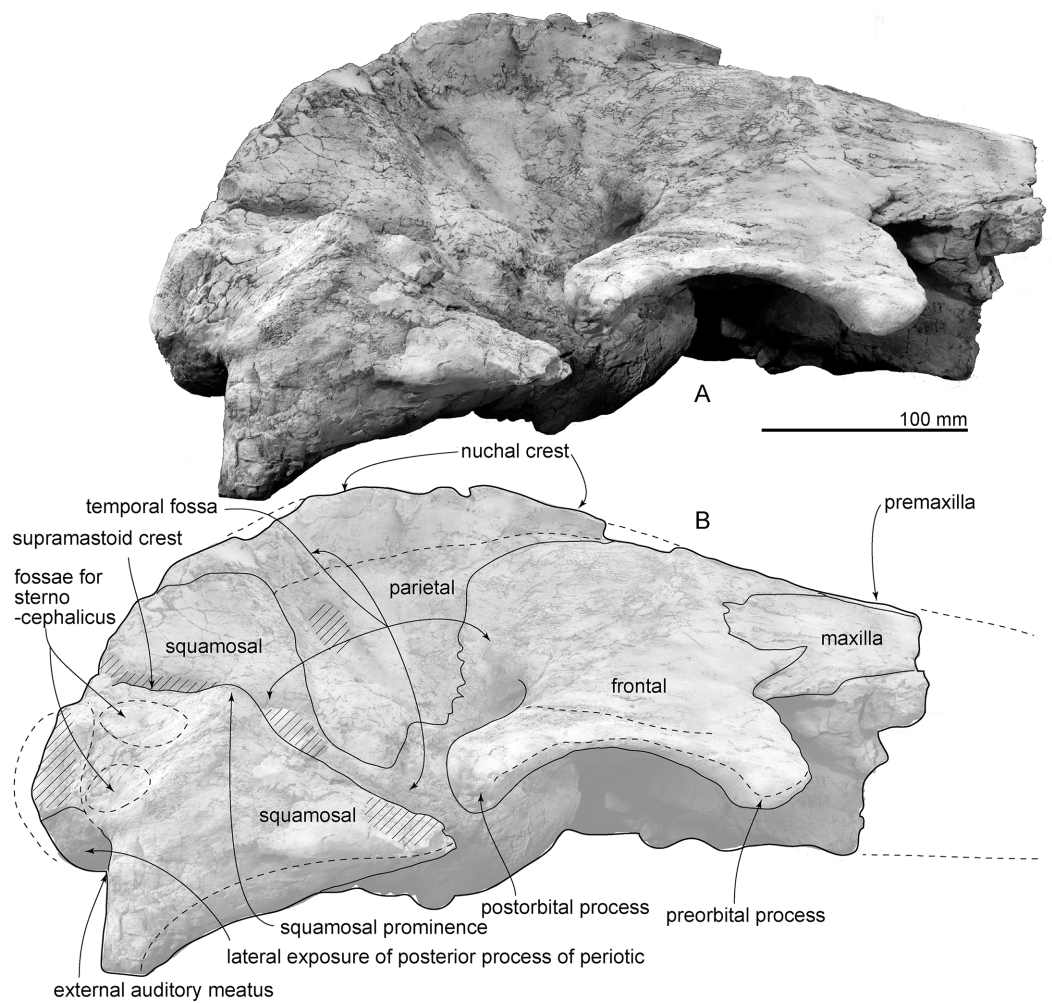 A
100 mm
nuchal crest
temporal fossa
B
premaxilla
supramastoid crest
fossae for
sterno
-cephalicus
parietal
squamosal
maxilla
frontal
squamosal
postorbital process
preorbital process
squamosal prominence
lateral exposure of posterior process of periotic
external auditory meatus